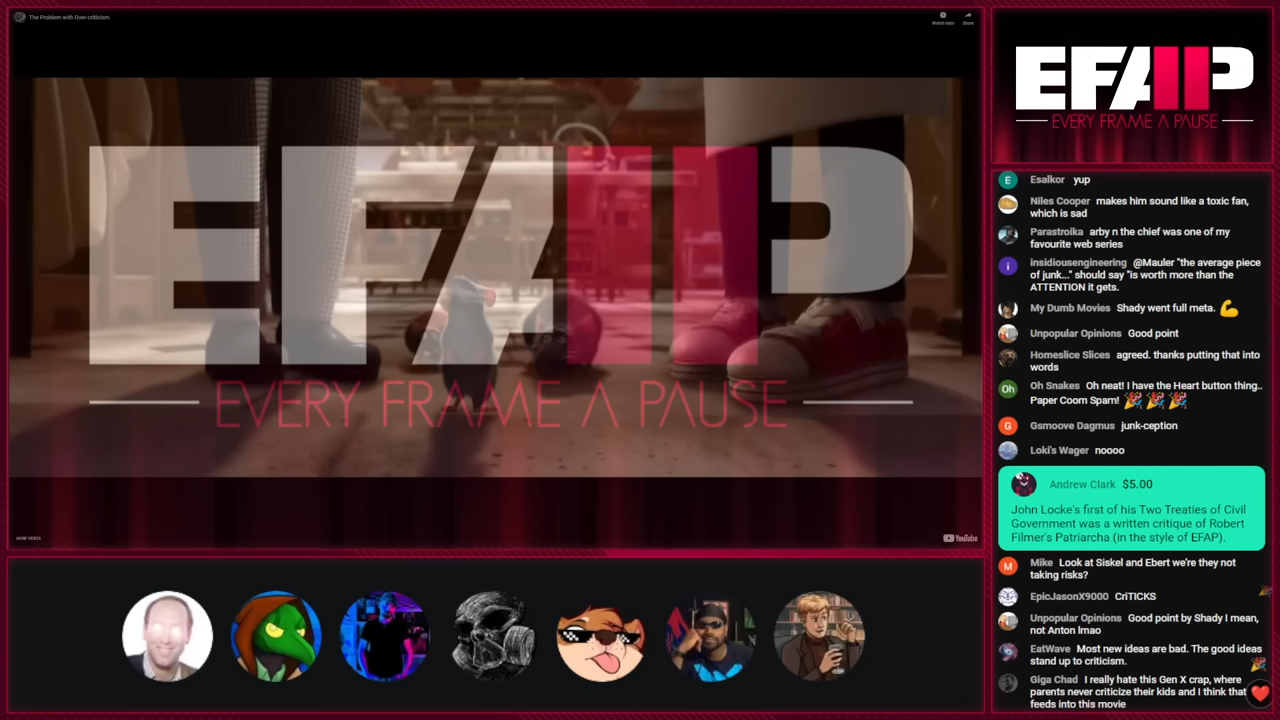 The Problem with Over-criticism
Watch later
Share
EFAP
EVERY FRAME A PAUSE
MORE VIDEOS
YouTube
EFAP
EVERY FRAME A PAUSE
E
Esalkor yup
Niles Cooper makes him sound like a toxic fan,
which is sad
Parastroika arby n the chief was one of my
favourite web series
i
insidiousengineering @Mauler "the average piece
of junk..." should say "is worth more than the
ATTENTION it gets.
My Dumb Movies Shady went full meta. 💪
Unpopular Opinions Good point
Homeslice Slices agreed. thanks putting that into
words
Oh
Oh Snakes Oh neat! I have the Heart button thing..
Paper Coom Spam! 🎉 🎉 🎉
G
Gsmoove Dagmus junk-ception
Loki's Wager noooo
Andrew Clark $5.00
John Locke's first of his Two Treaties of Civil
Government was a written critique of Robert
Filmer's Patriarcha (in the style of EFAP).
M
Mike Look at Siskel and Ebert we're they not
taking risks?
EpicJasonX9000 CriTICKS
Unpopular Opinions Good point by Shady I mean,
not Anton lmao
EatWave Most new ideas are bad. The good ideas
stand up to criticism.
Giga Chad I really hate this Gen X crap, where
parents never criticize their kids and I think that
feeds into this movie